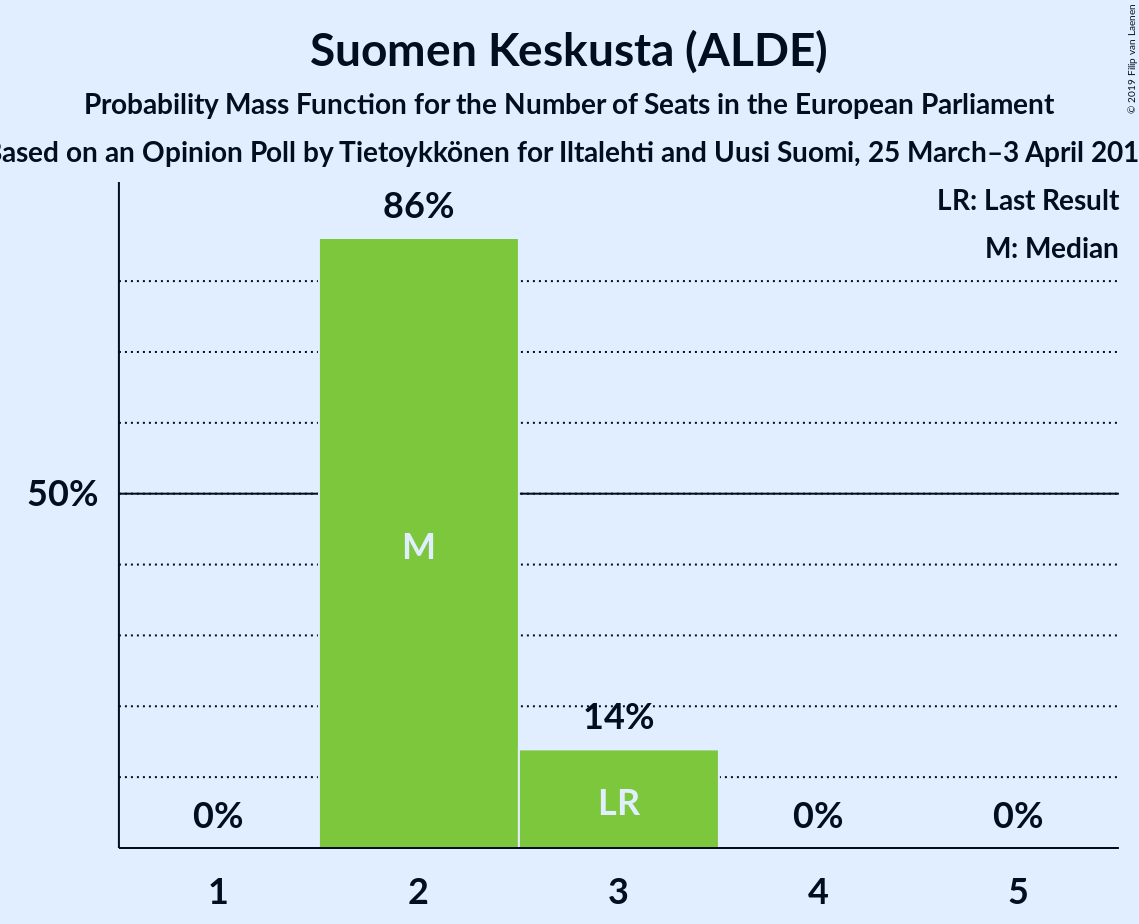 Suomen Keskusta (ALDE)
Probability Mass Function for the Number of Seats in the European Parliament
on an Opinion Poll by Tietoykkönen for Iltalehti and Uusi Suomi, 25 March–3 April
© 2019 Filip van Laenen
LR: Last Result
M: Median
86%
50%
M
14%
LR
0%
0%
0%
1
2
3
4
5